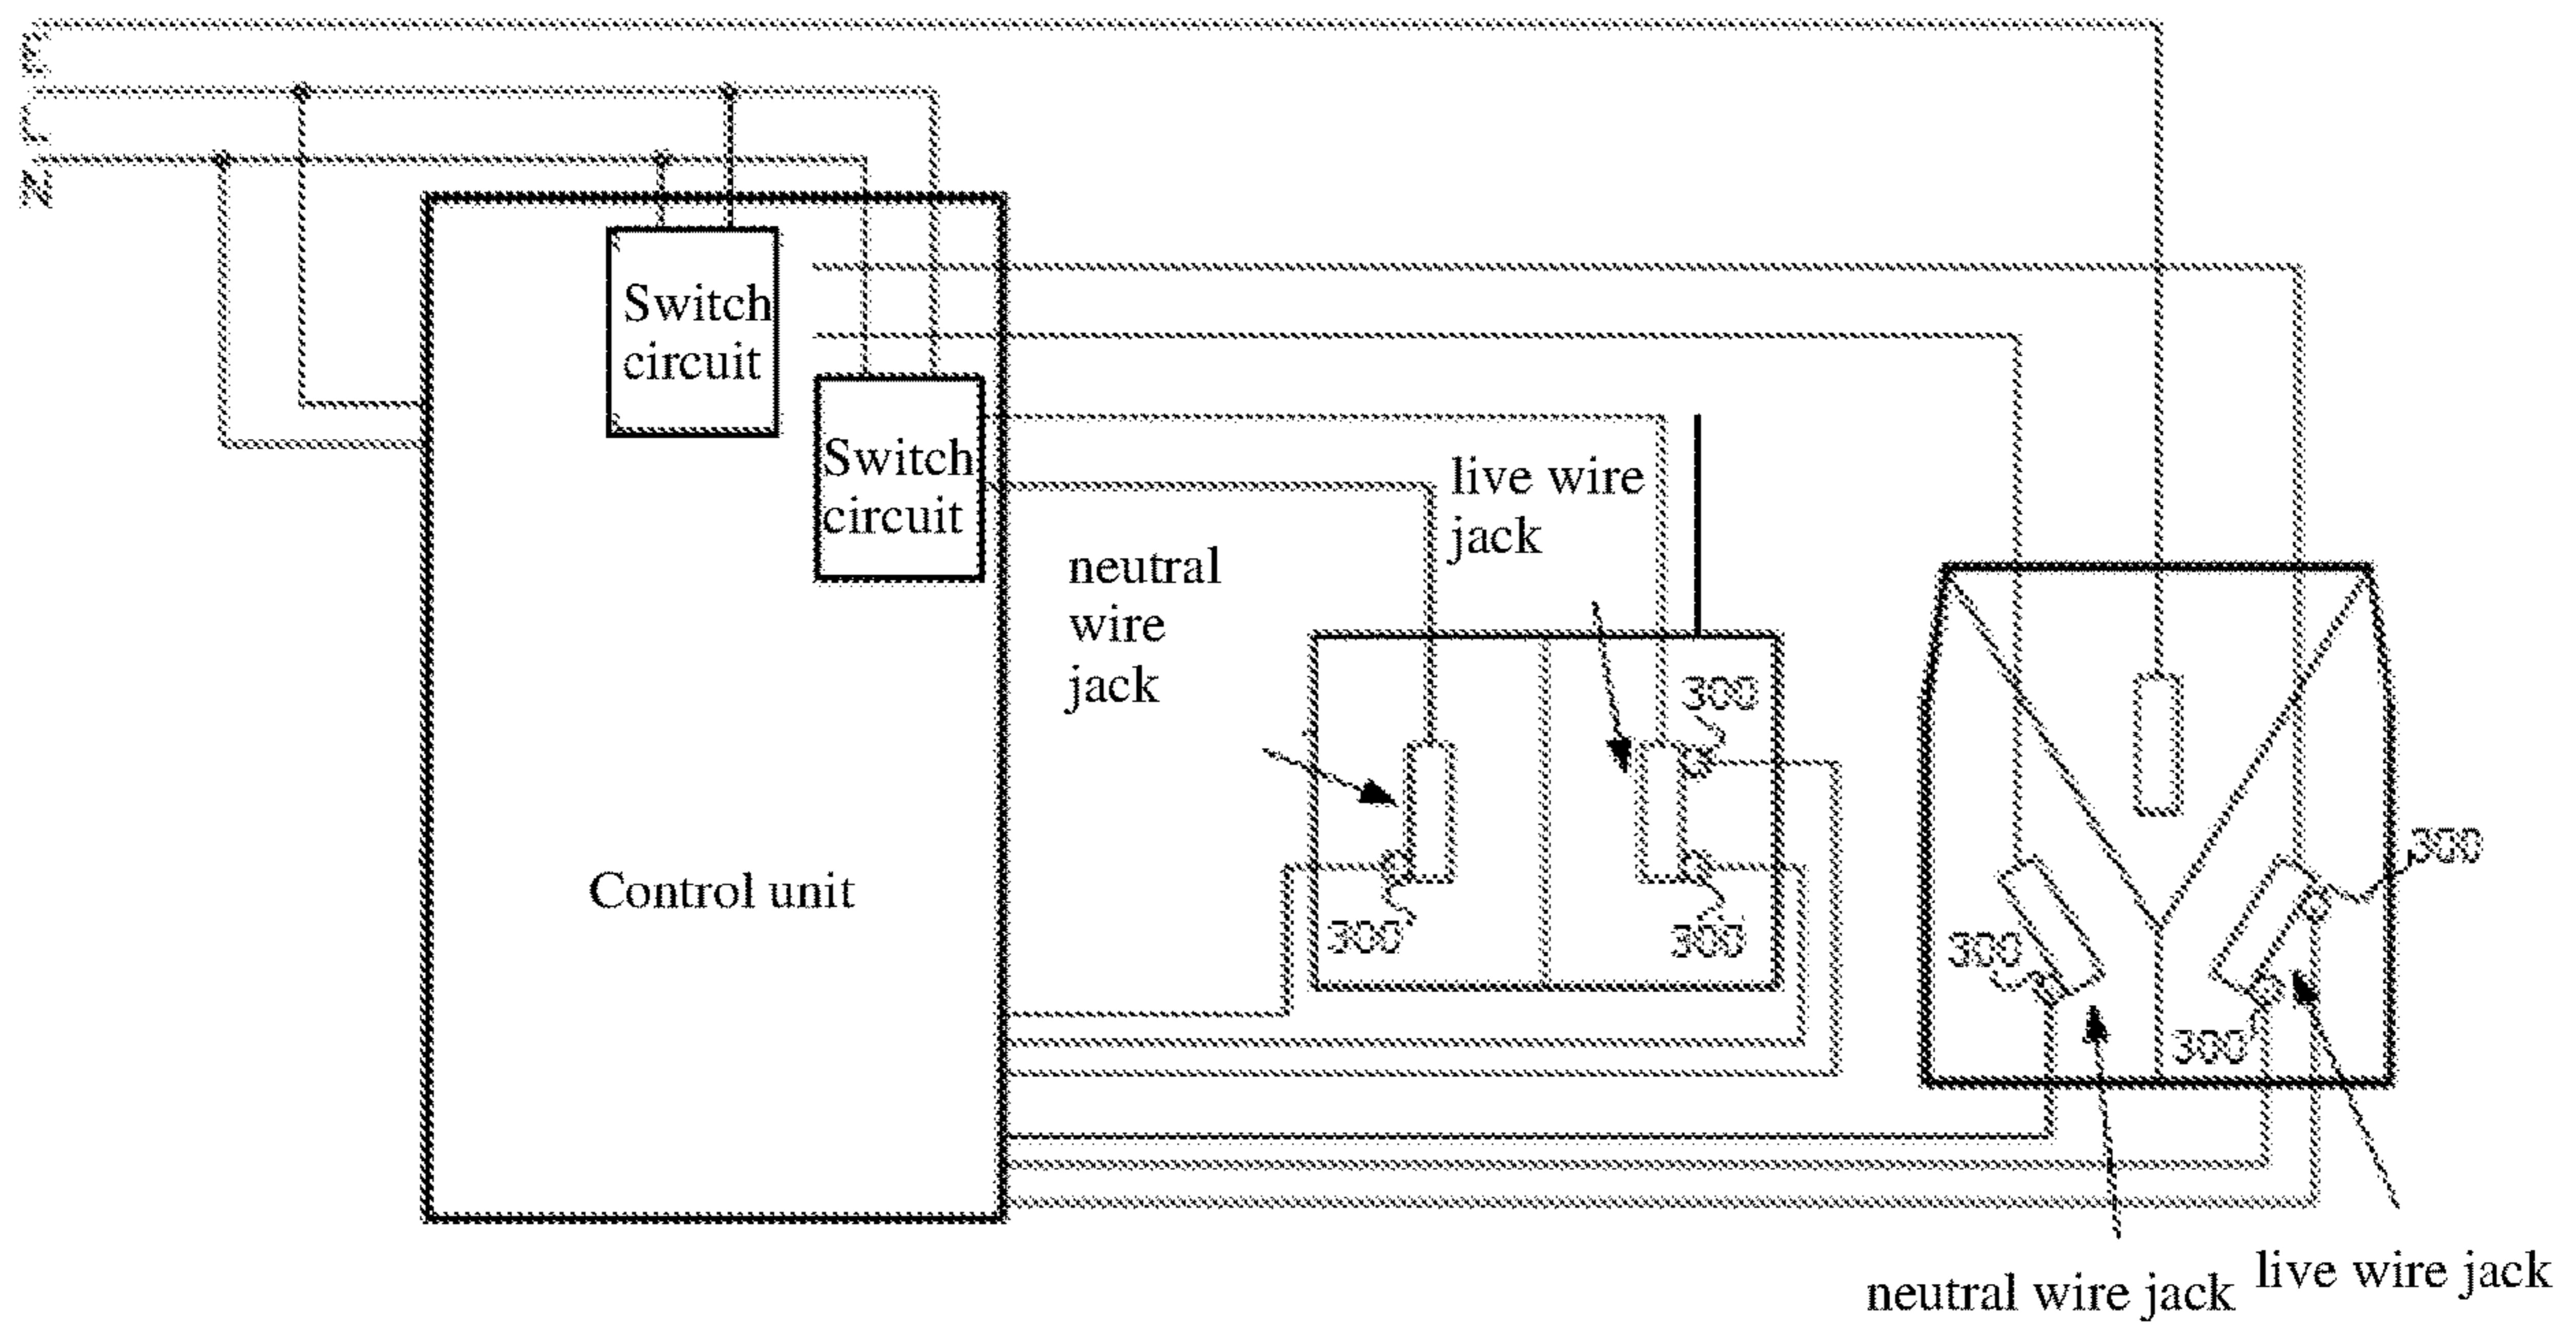 E
L
N
Switch
circuit
Switch
circuit
live wire
jack
neutral
wire
jack
300
300
Control unit
300
300
300
300
live wire jack
neutral wire jack